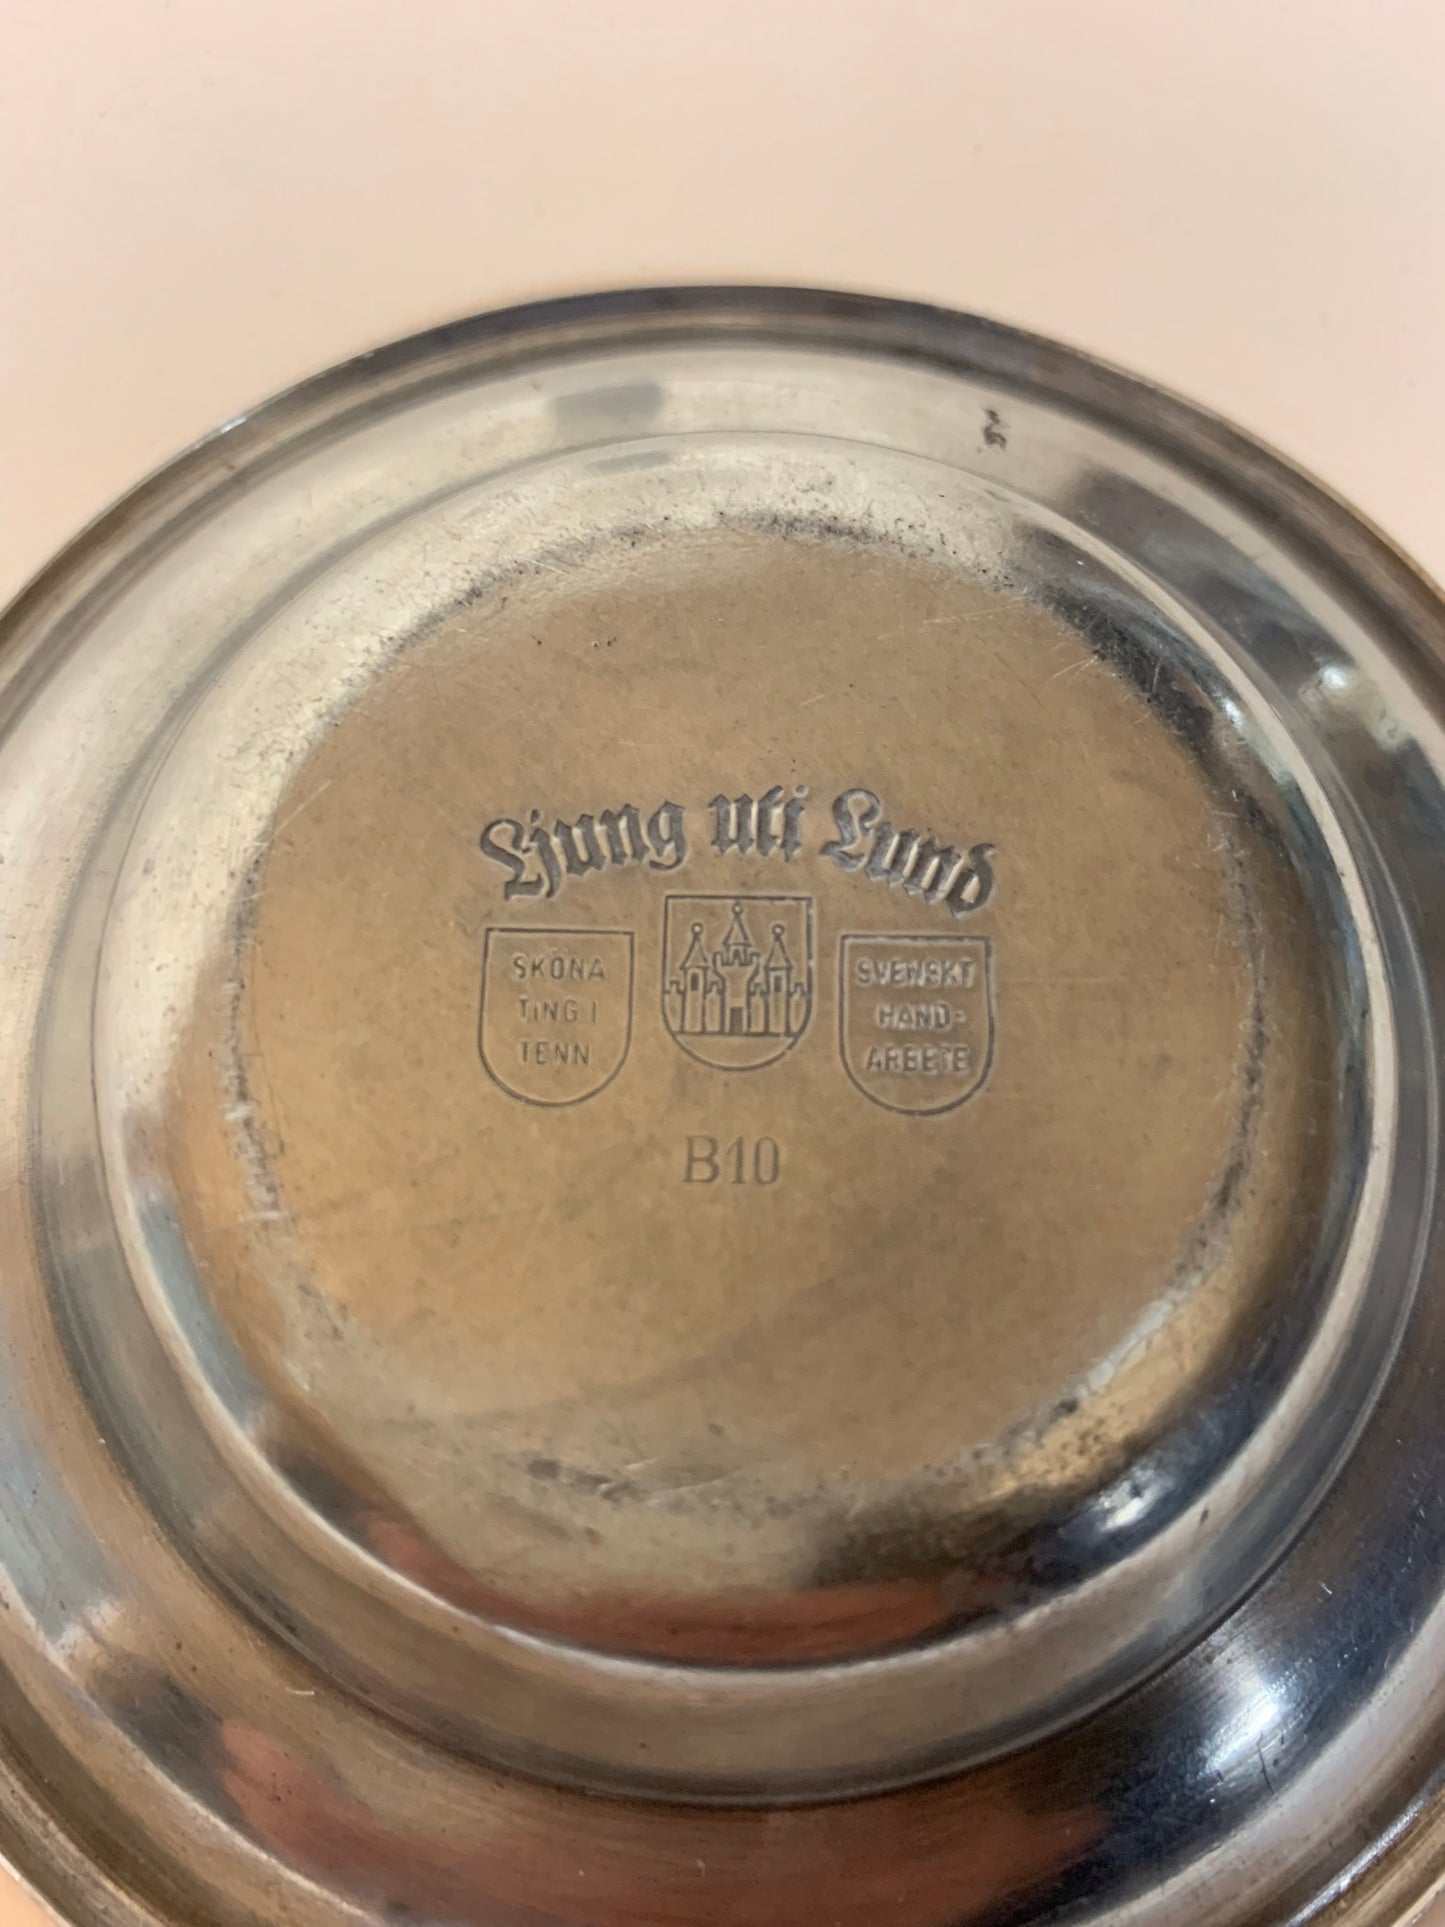 Ljung uti Lund
SKÖNA
TING I
TENN
SVENSKT
HAND-
ARBETE
B10